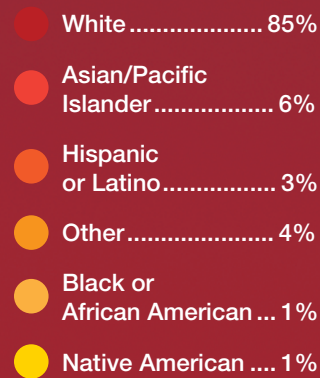 White.................... 85%
Asian/Pacific
Islander.................. 6%
Hispanic
or Latino................. 3%
Other...................... 4%
Black or
African American ... 1%
Native American .... 1%